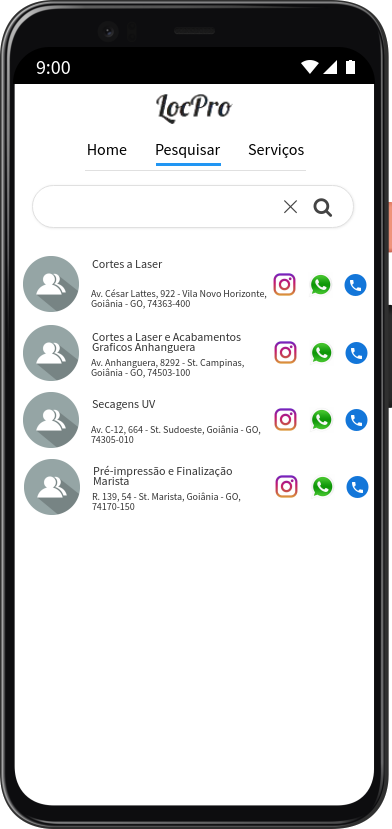 9:00
LocPro
Home Pesquisar Serviços
Cortes a Laser
Av. César Lattes, 922 - Vila Novo Horizonte,
Goiânia - GO, 74363-400
Cortes a Laser e Acabamentos
Graficos Anhanguera
Av. Anhanguera, 8292 - St. Campinas,
Goiânia - GO, 74503-100
Secagens UV
Av. C-12, 664 - St. Sudoeste, Goiânia - GO,
74305-010
Pré-impressão e Finalização
Marista
R. 139, 54 - St. Marista, Goiânia - GO,
74170-150